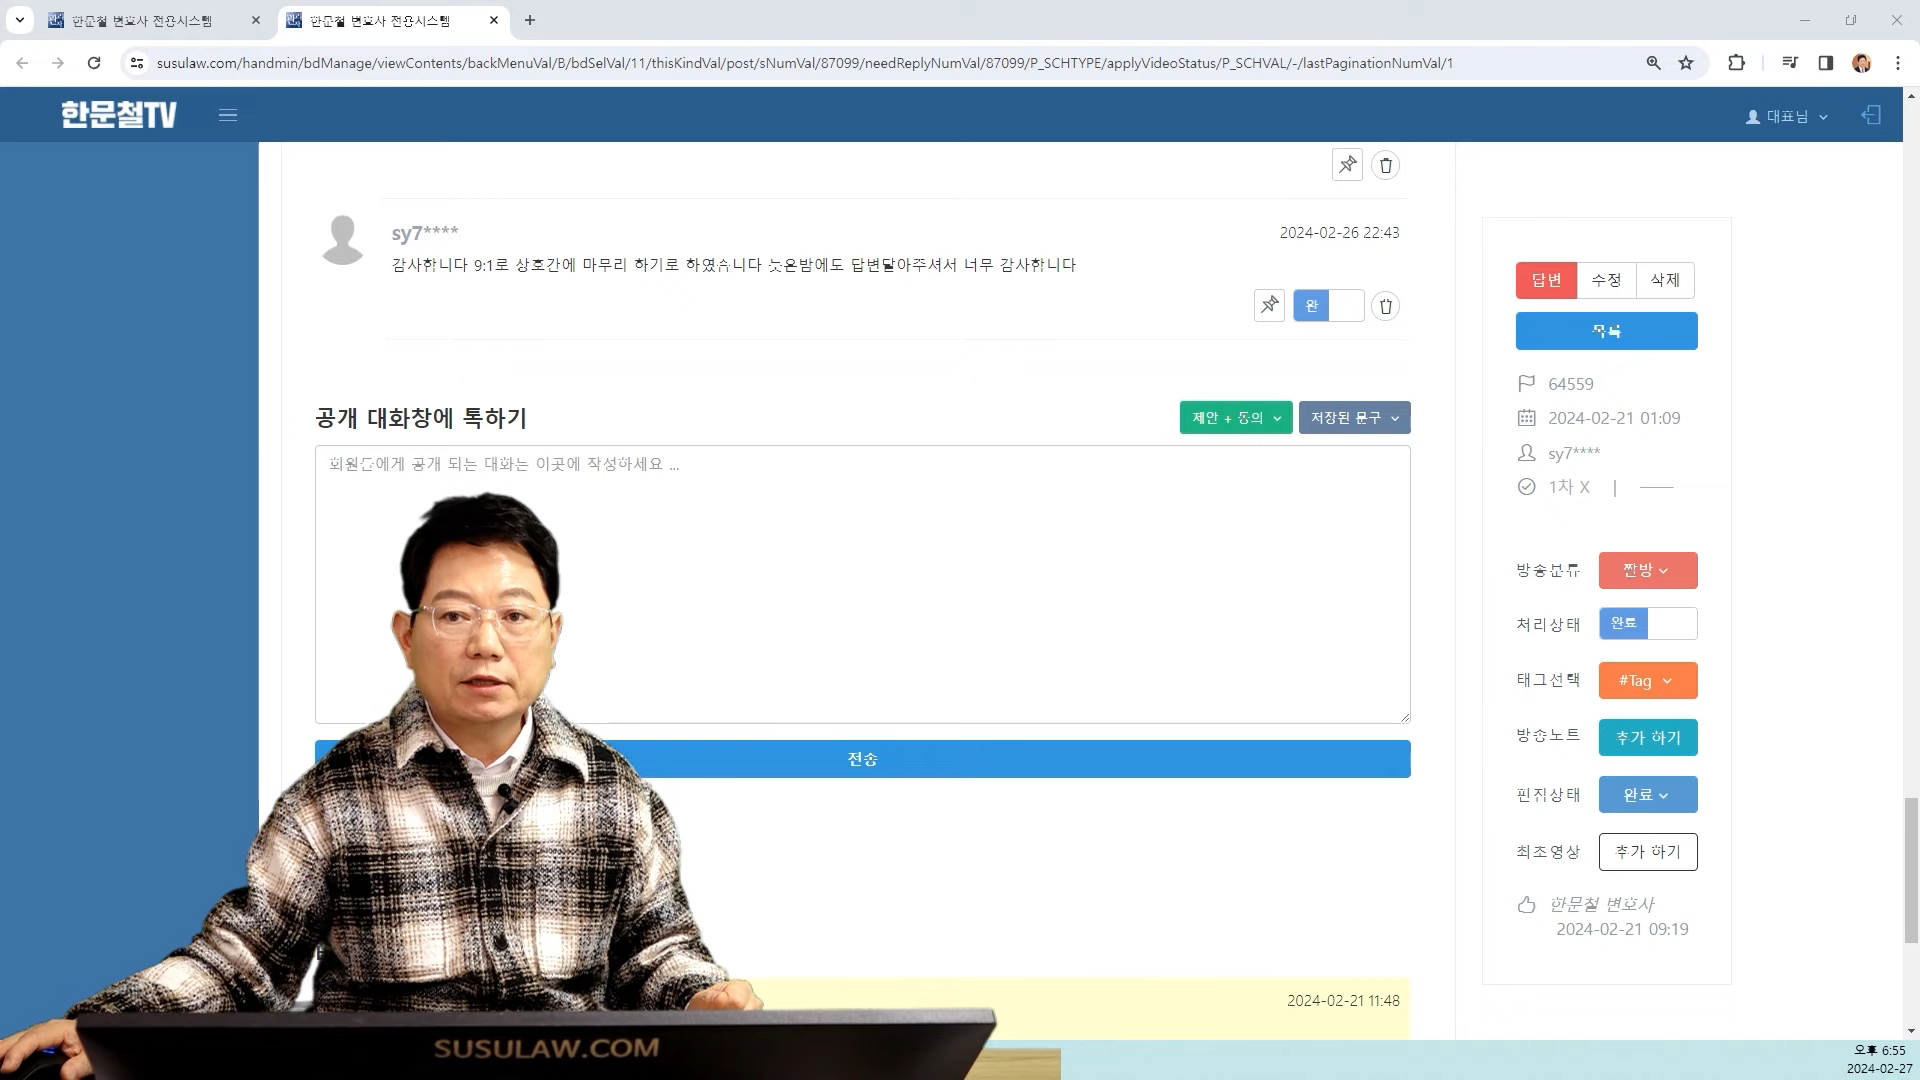 한문철 변호사 전용시스템
한문철 변호사 전용시스템
susulaw.com/handmin/bdManage/viewContents/backMenuVal/B/bdSelVal/11/thisKindVal/post/sNumVal/87099/needReplyNumVal/87099/P_SCHTYPE/applyVideoStatus/P_SCHVAL/-/lastPaginationNumVal/1
한문철TV
대표님
sy7****
2024-02-26 22:43
감사합니다 9:1로 상호간에 마무리 하기로 하였습니다 늦은밤에도 답변달아주셔서 너무 감사합니다
완
답변 수정 삭제
목록
64559
2024-02-21 01:09
sy7****
1차 X |
공개 대화창에 톡하기
제안 + 동의
저장된 문구
회원들에게 공개 되는 대화는 이곳에 작성하세요 ...
전송
방송분류 짠방
처리상태 완료
태그선택 #Tag
방송노트 추가 하기
편집상태 완료
최초영상 추가 하기
한문철 변호사
2024-02-21 09:19
2024-02-21 11:48
SUSULAW.COM
오후 6:55
2024-02-27